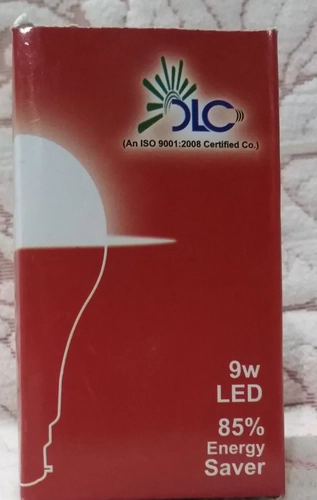 DLC
(An ISO 9001:2008 Certified Co.)
9w
LED
85%
Energy
Saver